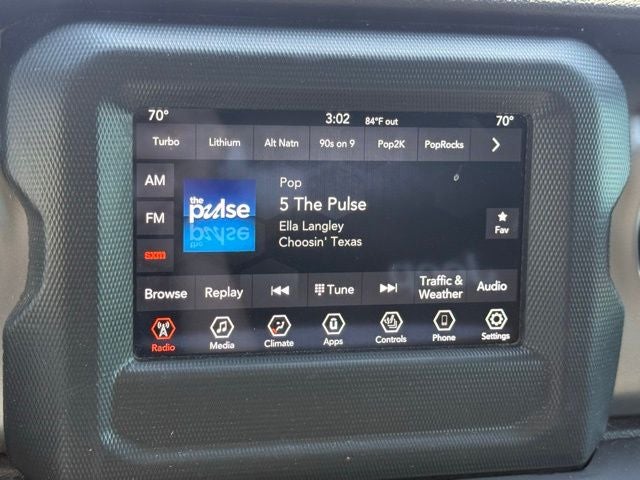 70° 3:02 84°F out 70°
Turbo Lithium Alt Natn 90s on 9 Pop2K PopRocks
AM
FM
sxm
the
pulse
Pop
5 The Pulse
Ella Langley
Choosin' Texas
Fav
Browse Replay Tune Traffic & Weather Audio
Radio Media Climate Apps Controls Phone Settings